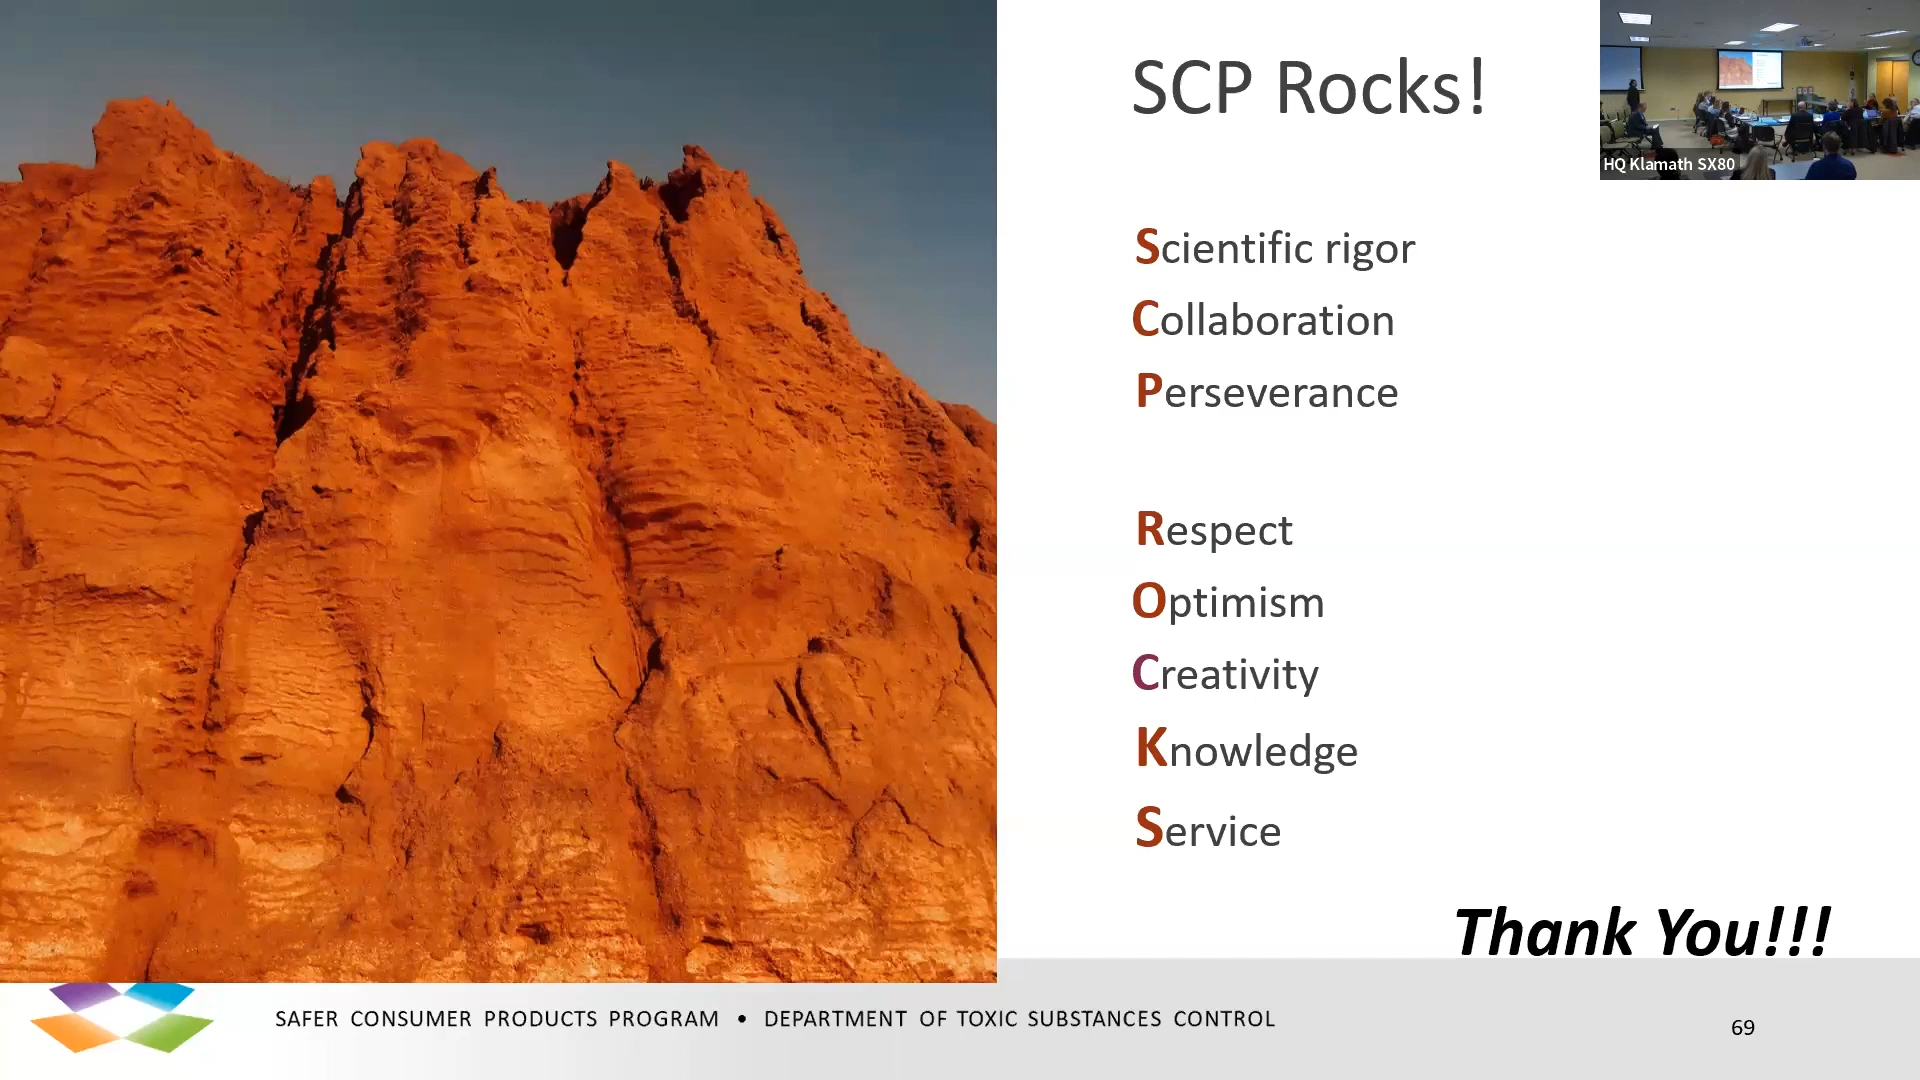 SCP Rocks!
HQ Klamath SX80
Scientific rigor
Collaboration
Perseverance
Respect
Optimism
Creativity
Knowledge
Service
Thank You!!!
SAFER CONSUMER PRODUCTS PROGRAM • DEPARTMENT OF TOXIC SUBSTANCES CONTROL
69